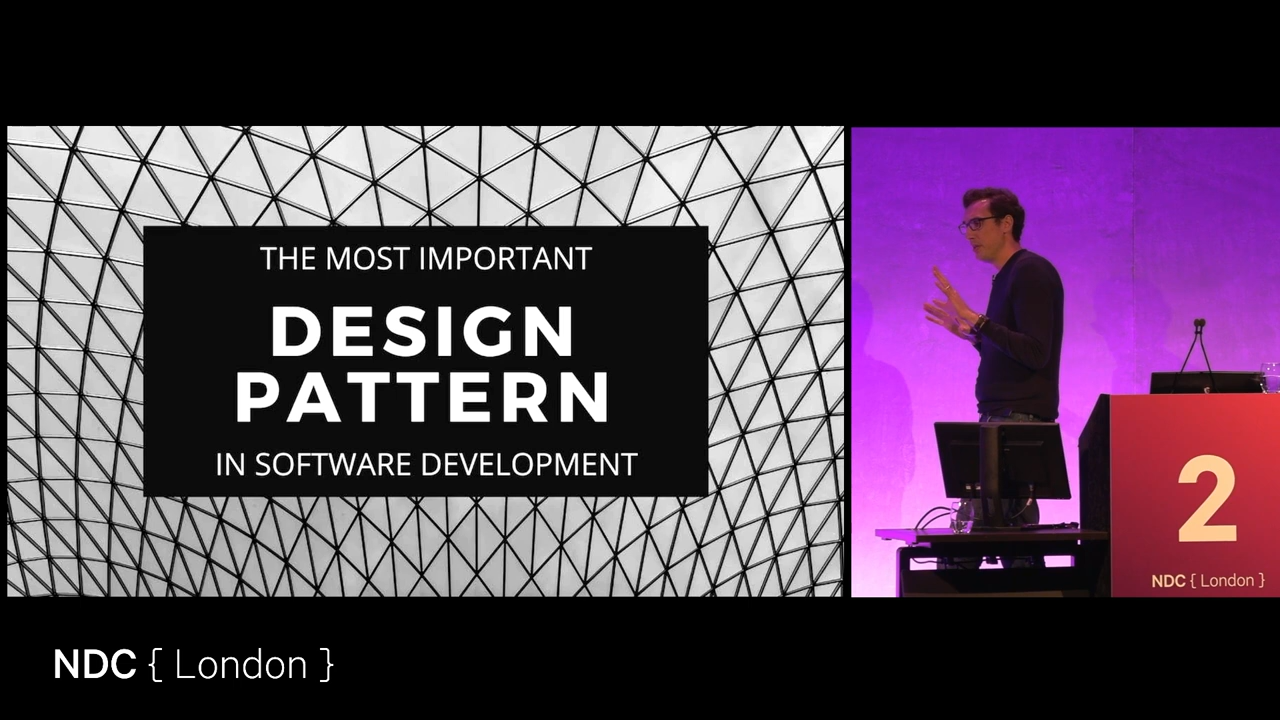 THE MOST IMPORTANT
DESIGN
PATTERN
IN SOFTWARE DEVELOPMENT
2
NDC { London }
NDC { London }